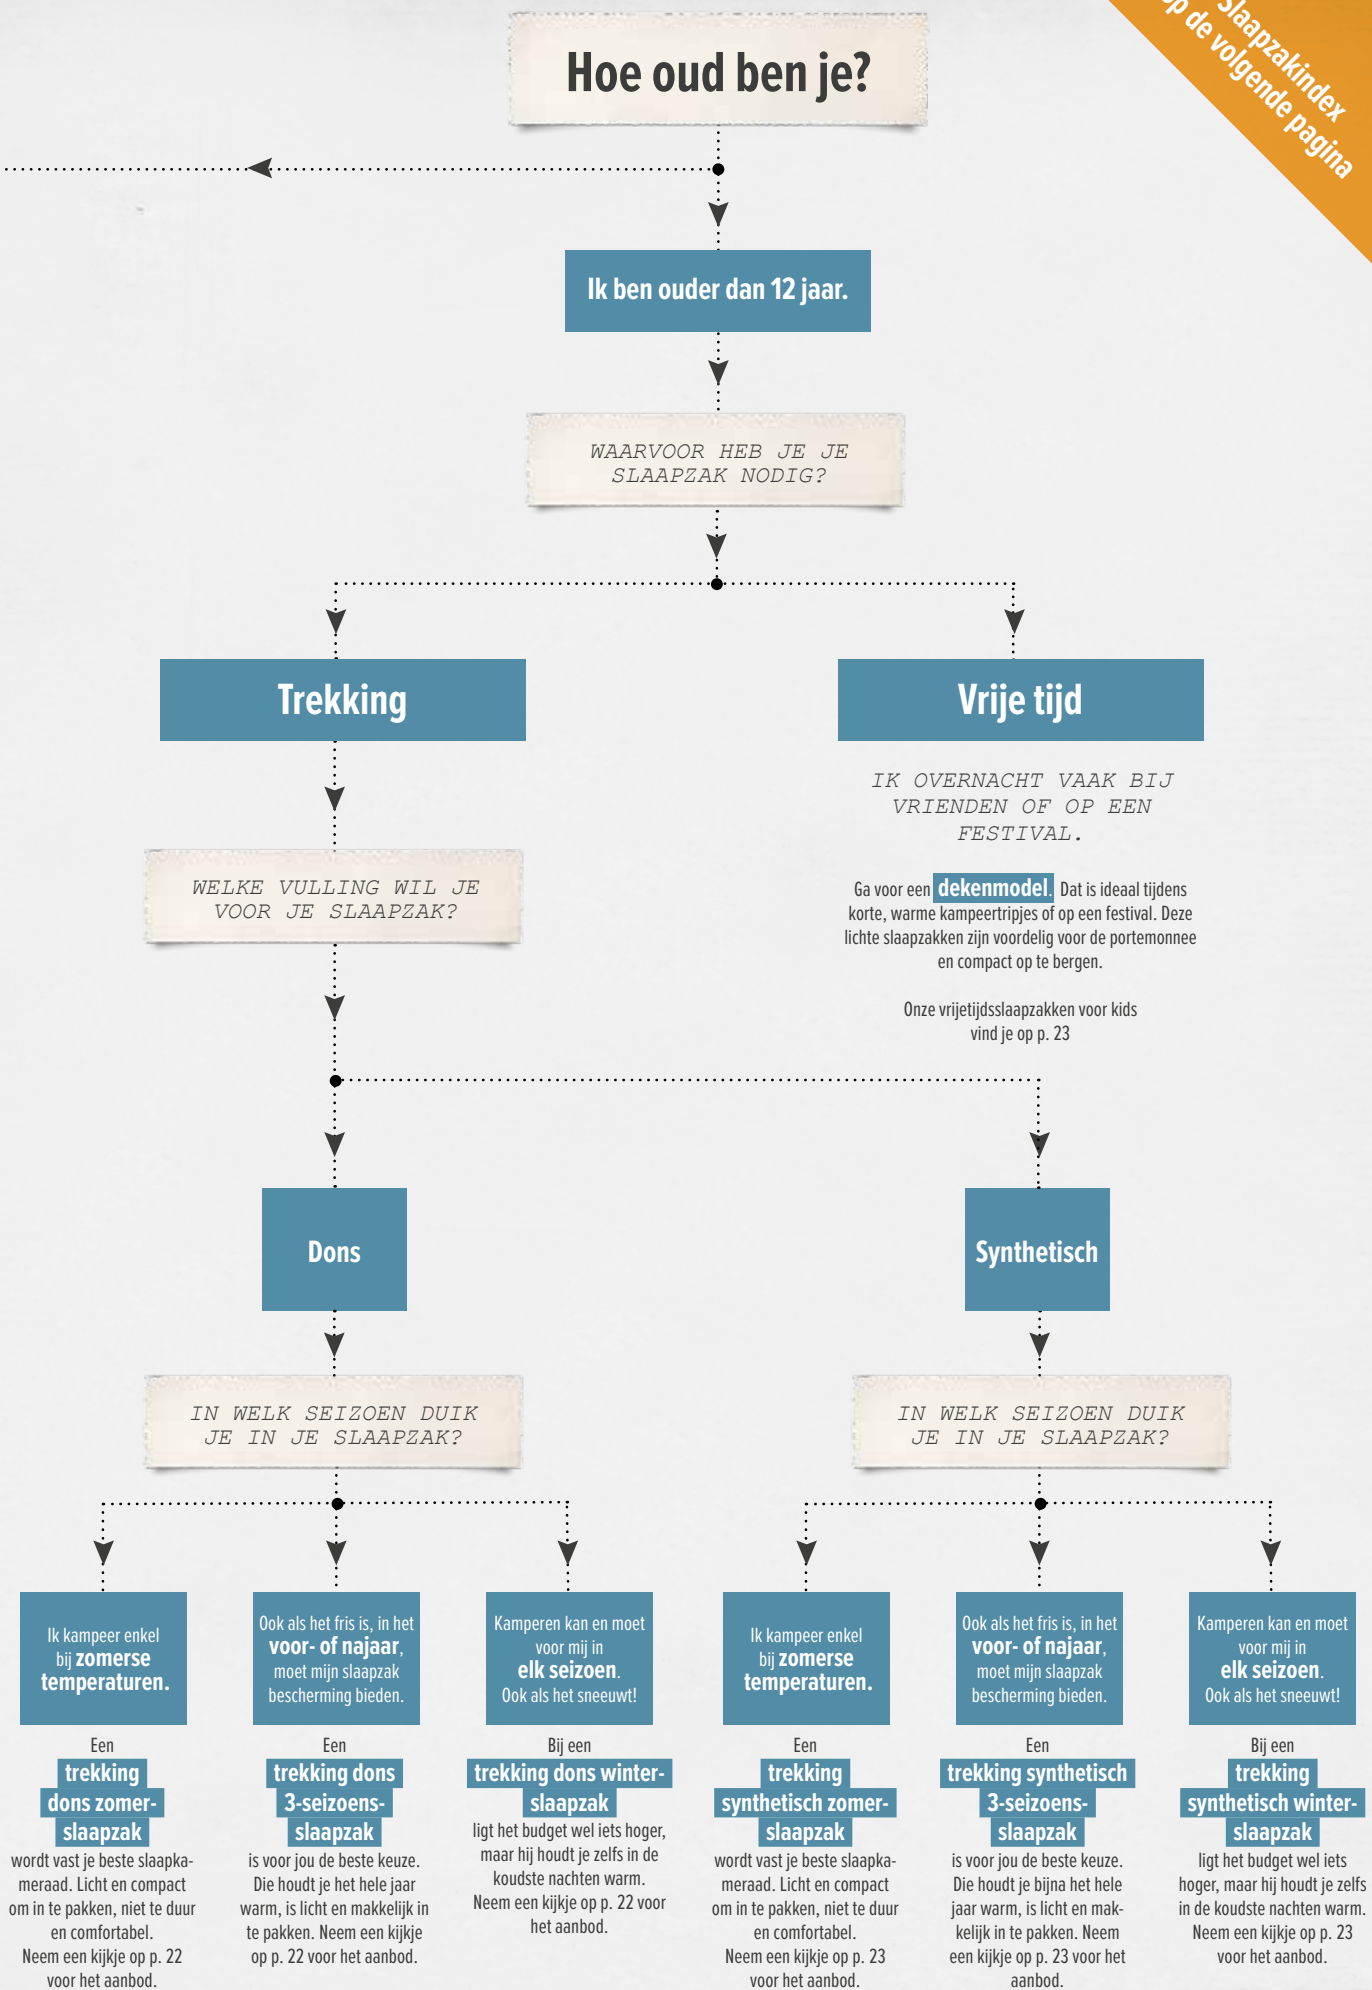 Hoe oud ben je?
Slaapzakindex
op de volgende pagina
Ik ben ouder dan 12 jaar.
WAARVOOR HEB JE JE
SLAAPZAK NODIG?
Trekking
Vrije tijd
IK OVERNACHT VAAK BIJ
VRIENDEN OF OP EEN
FESTIVAL.
Ga voor een dekenmodel. Dat is ideaal tijdens
korte, warme kampeertripjes of op een festival. Deze
lichte slaapzakken zijn voordelig voor de portemonnee
en compact op te bergen.
Onze vrijetijdsslaapzakken voor kids
vind je op p. 23
WELKE VULLING WIL JE
VOOR JE SLAAPZAK?
Dons
Synthetisch
IN WELK SEIZOEN DUIK
JE IN JE SLAAPZAK?
IN WELK SEIZOEN DUIK
JE IN JE SLAAPZAK?
Ik kampeer enkel
bij zomerse
temperaturen.
Een
trekking
dons zomer-
slaapzak
wordt vast je beste slaapka-
meraad. Licht en compact
om in te pakken, niet te duur
en comfortabel.
Neem een kijkje op p. 22
voor het aanbod.
Ook als het fris is, in het
voor- of najaar,
moet mijn slaapzak
bescherming bieden.
Een
trekking dons
3-seizoens-
slaapzak
is voor jou de beste keuze.
Die houdt je het hele jaar
warm, is licht en makkelijk in
te pakken. Neem een kijkje
op p. 22 voor het aanbod.
Kamperen kan en moet
voor mij in
elk seizoen.
Ook als het sneeuwt!
Bij een
trekking dons winter-
slaapzak
ligt het budget wel iets hoger,
maar hij houdt je zelfs in de
koudste nachten warm.
Neem een kijkje op p. 22 voor
het aanbod.
Ik kampeer enkel
bij zomerse
temperaturen.
Een
trekking
synthetisch zomer-
slaapzak
wordt vast je beste slaapka-
meraad. Licht en compact
om in te pakken, niet te duur
en comfortabel.
Neem een kijkje op p. 23
voor het aanbod.
Ook als het fris is, in het
voor- of najaar,
moet mijn slaapzak
bescherming bieden.
Een
trekking synthetisch
3-seizoens-
slaapzak
is voor jou de beste keuze.
Die houdt je bijna het hele
jaar warm, is licht en mak-
kelijk in te pakken. Neem
een kijkje op p. 23 voor het
aanbod.
Kamperen kan en moet
voor mij in
elk seizoen.
Ook als het sneeuwt!
Bij een
trekking
synthetisch winter-
slaapzak
ligt het budget wel iets
hoger, maar hij houdt je zelfs
in de koudste nachten warm.
Neem een kijkje op p. 23
voor het aanbod.